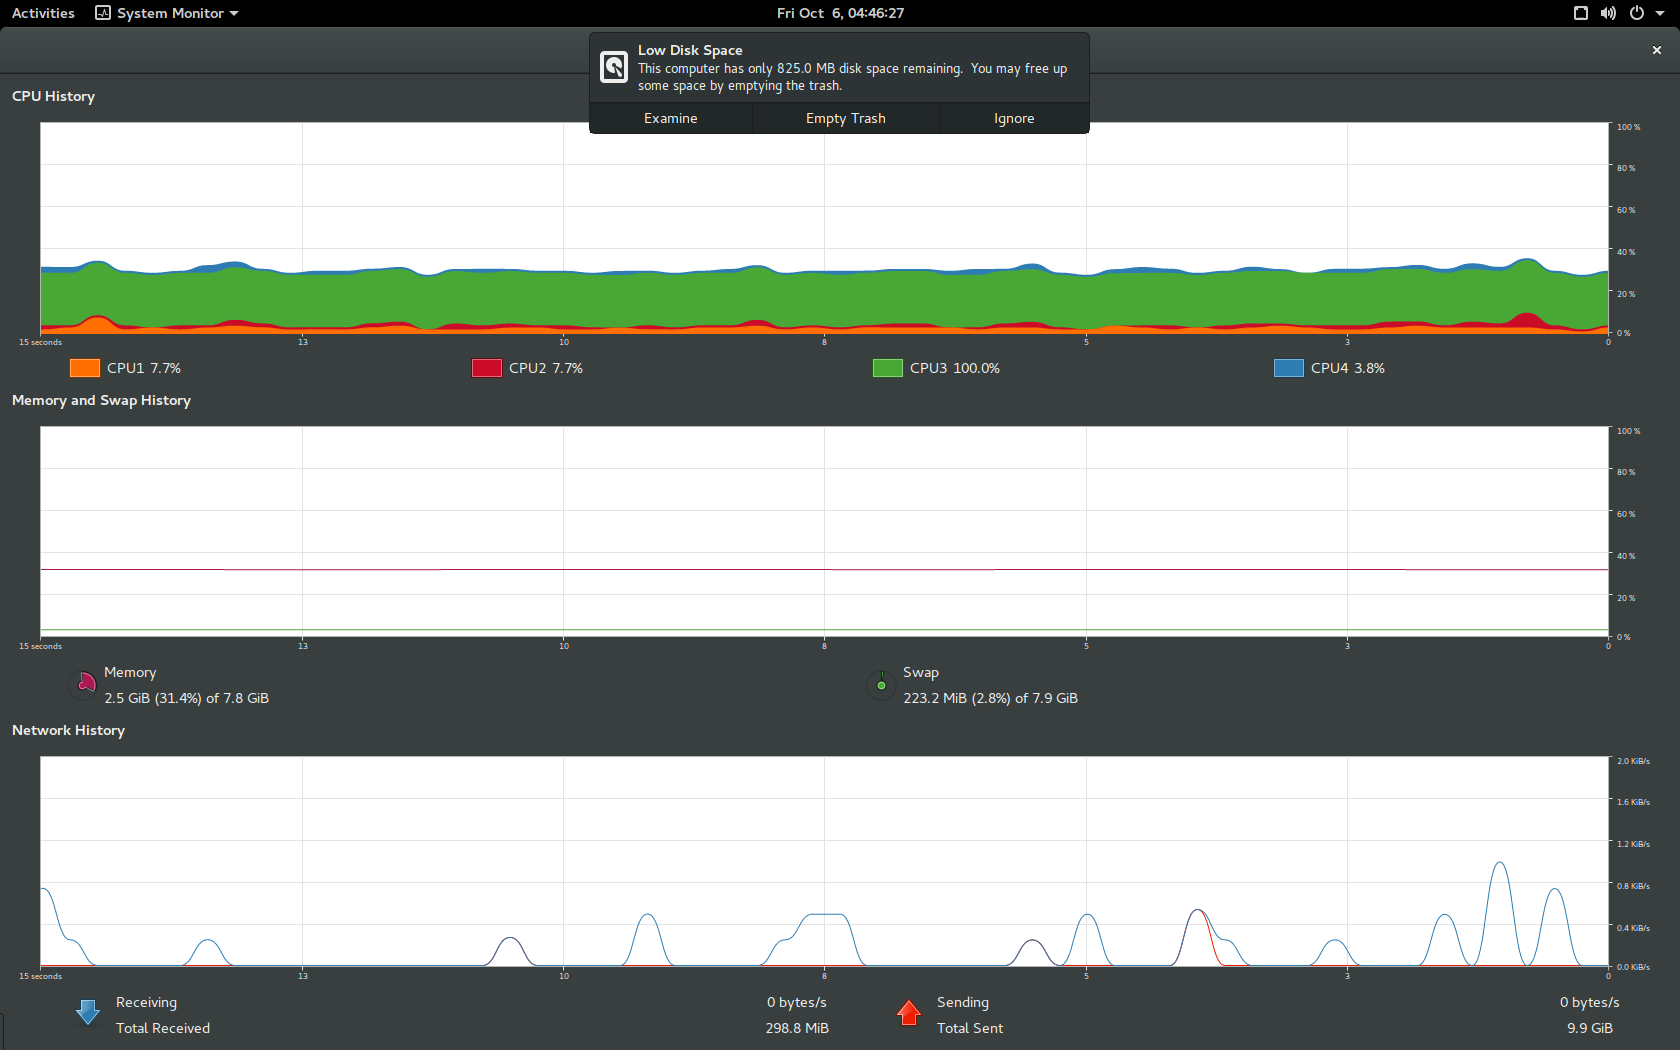 Activities System Monitor Fri Oct 6, 04:46:27
Low Disk Space
This computer has only 825.0 MB disk space remaining. You may free up
some space by emptying the trash.
Examine Empty Trash Ignore
CPU History
100 %
80 %
60 %
40 %
20 %
0 %
15 seconds 13 10 8 5 3 0
CPU1 7.7% CPU2 7.7% CPU3 100.0% CPU4 3.8%
Memory and Swap History
100 %
80 %
60 %
40 %
20 %
0 %
15 seconds 13 10 8 5 3 0
Memory Swap
2.5 GiB (31.4%) of 7.8 GiB 223.2 MiB (2.8%) of 7.9 GiB
Network History
2.0 KiB/s
1.6 KiB/s
1.2 KiB/s
0.8 KiB/s
0.4 KiB/s
0.0 KiB/s
15 seconds 13 10 8 5 3 0
Receiving 0 bytes/s Sending 0 bytes/s
Total Received 298.8 MiB Total Sent 9.9 GiB